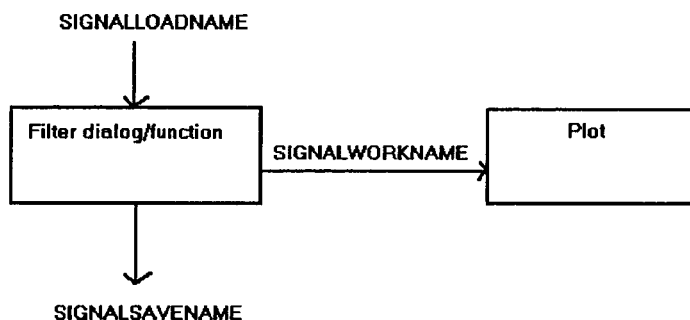 SIGNALLOADNAME
Filter dialog/function
SIGNALWORKNAME
Plot
SIGNALSAVENAME